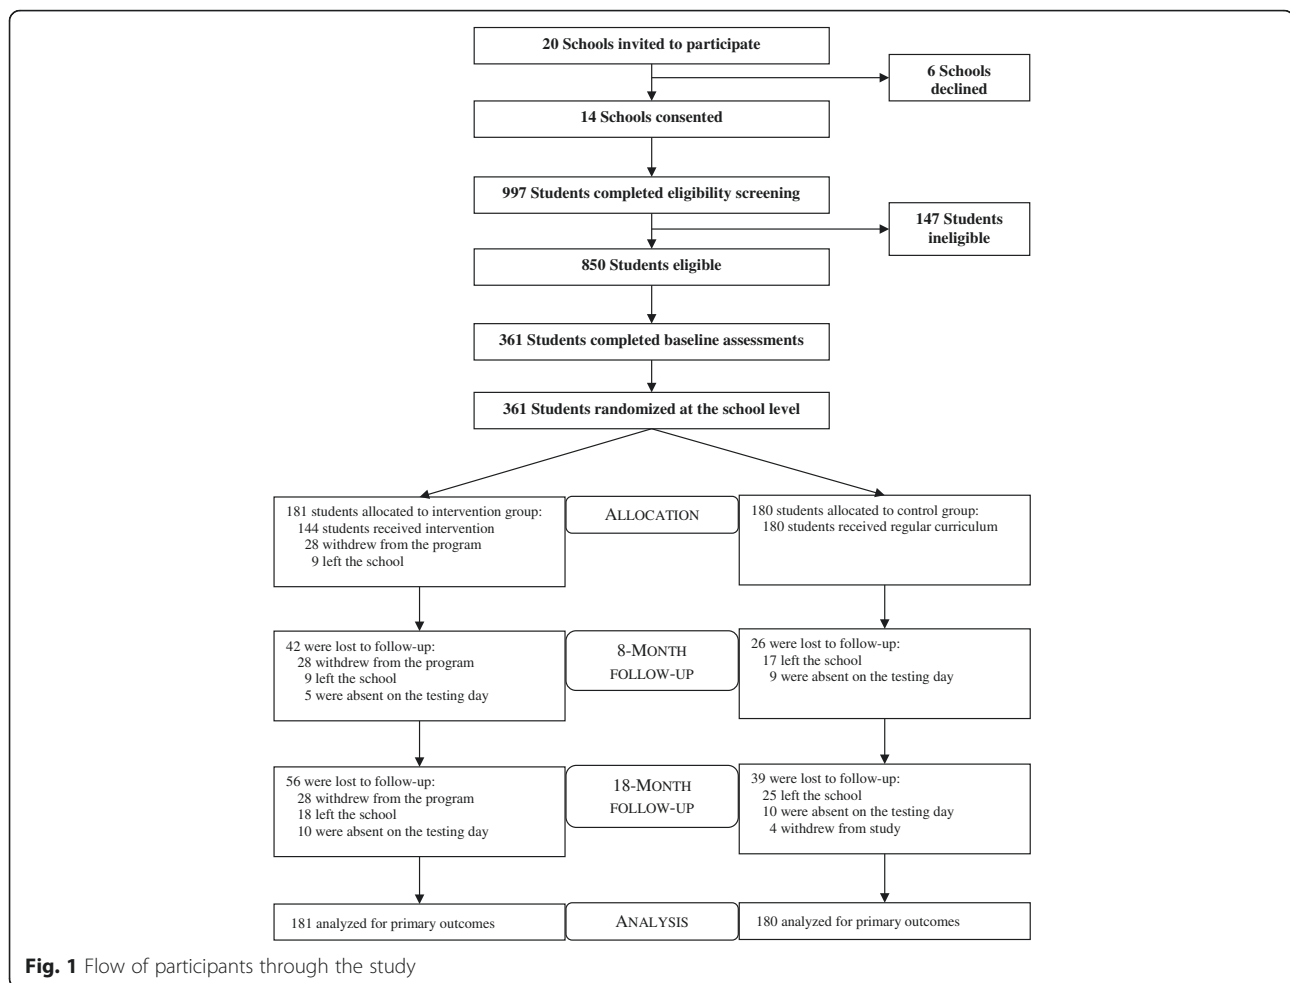 20 Schools invited to participate
6 Schools
declined
14 Schools consented
997 Students completed eligibility screening
147 Students
ineligible
850 Students eligible
361 Students completed baseline assessments
361 Students randomized at the school level
181 students allocated to intervention group:
144 students received intervention
28 withdrew from the program
9 left the school
ALLOCATION
180 students allocated to control group:
180 students received regular curriculum
42 were lost to follow-up:
28 withdrew from the program
9 left the school
5 were absent on the testing day
8-MONTH
FOLLOW-UP
26 were lost to follow-up:
17 left the school
9 were absent on the testing day
56 were lost to follow-up:
28 withdrew from the program
18 left the school
10 were absent on the testing day
18-MONTH
FOLLOW-UP
39 were lost to follow-up:
25 left the school
10 were absent on the testing day
4 withdrew from study
181 analyzed for primary outcomes
ANALYSIS
180 analyzed for primary outcomes
Fig. 1 Flow of participants through the study